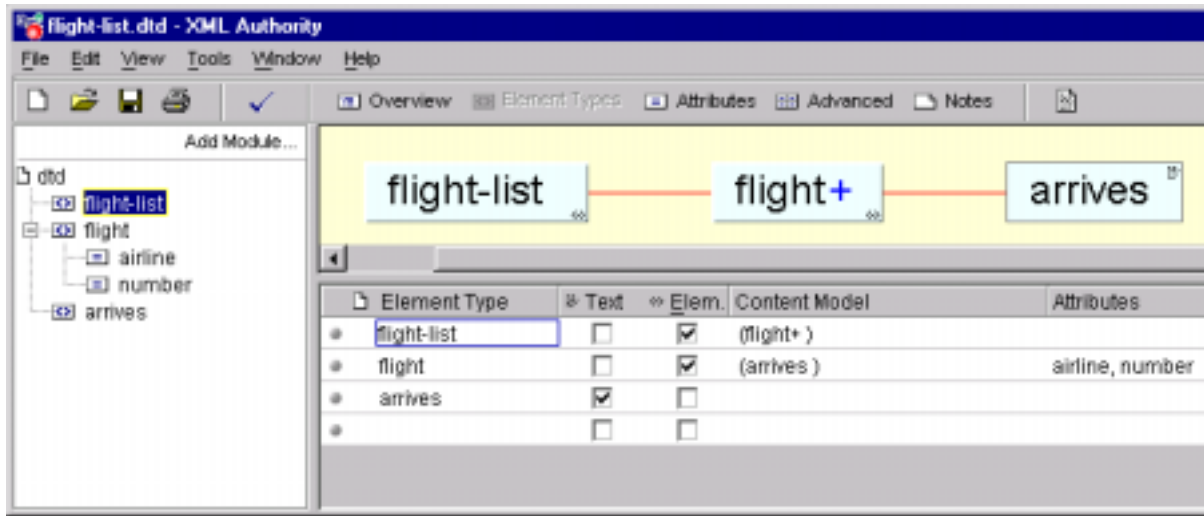 flight-list.dtd - XML Authority
File Edit View Tools Window Help
Overview Element Types Attributes Advanced Notes
Add Module...
dtd
flight-list
flight
airline
number
arrives
flight-list flight+ arrives
Element Type Text Elem. Content Model Attributes
flight-list (flight+ )
flight (arrives ) airline, number
arrives